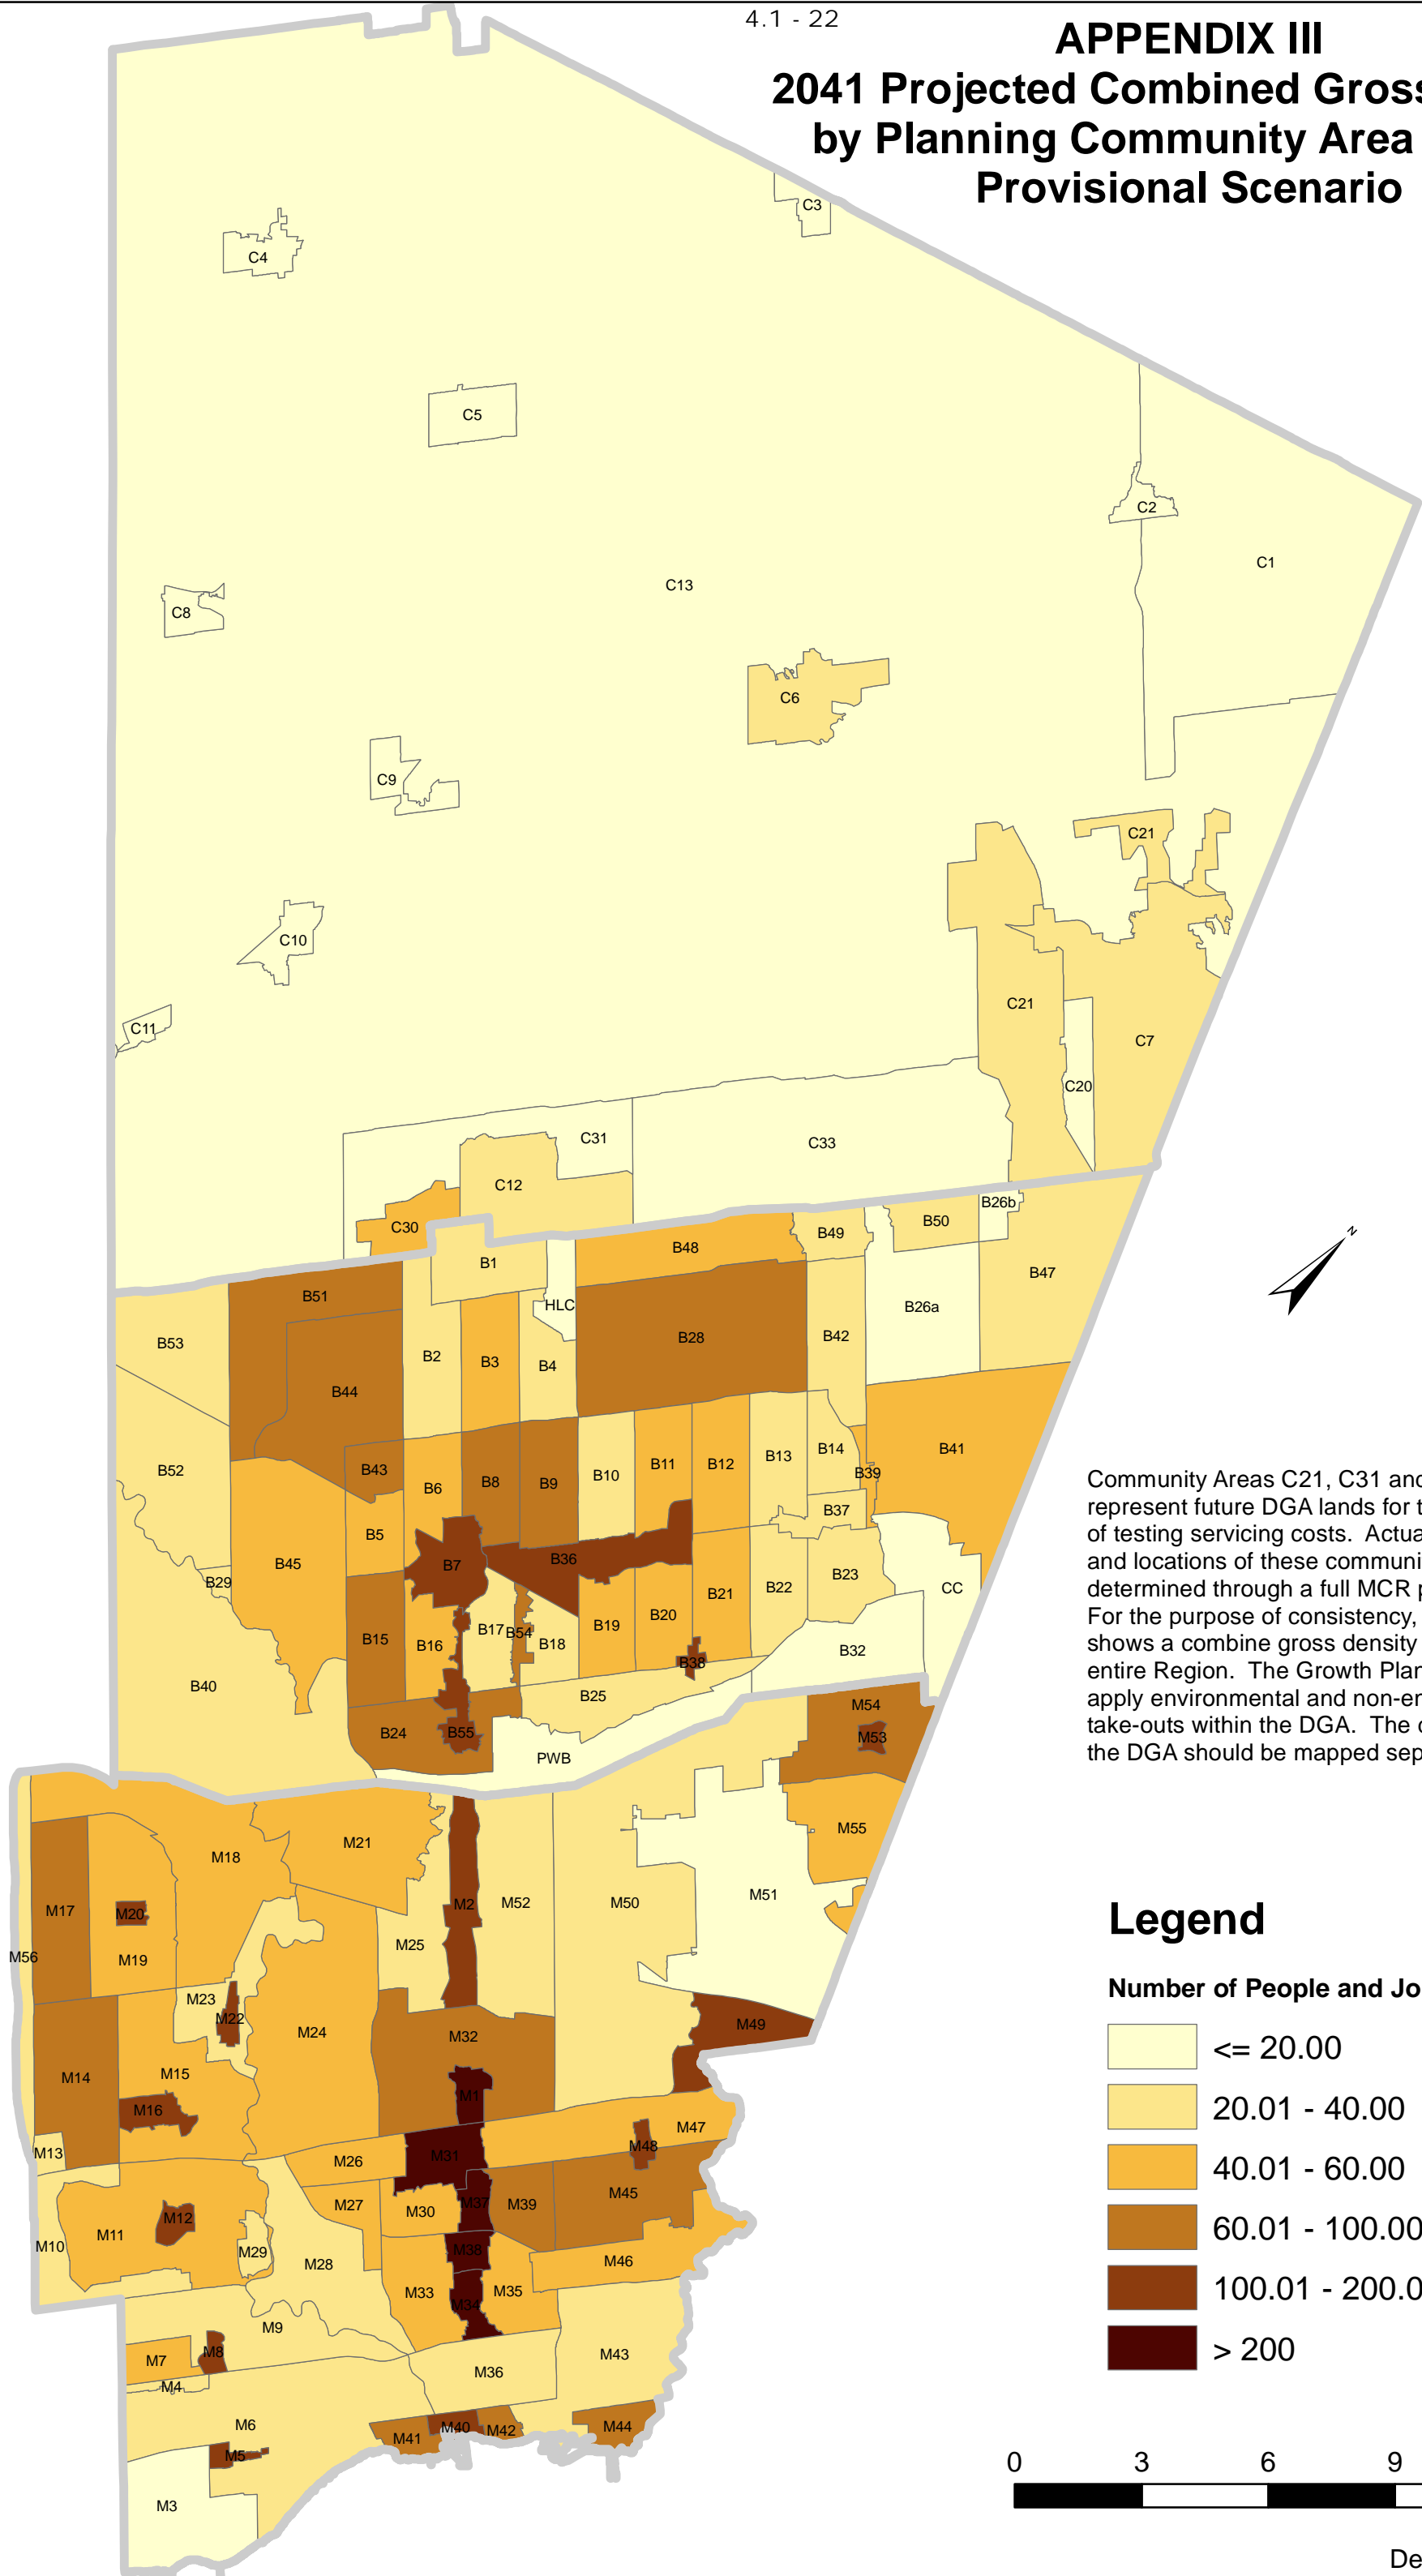 4.1 - 22
APPENDIX III
2041 Projected Combined Gross
by Planning Community Area
Provisional Scenario
C3
C4
C5
C2
C1
C13
C8
C6
C9
C21
C10
C21
C11
C7
C20
C31
C33
C12
B26b
C30
B50
B49
B48
B1
B47
B51
HLC
B26a
B53
B28
B42
B2
B3
B4
B44
B41
B14
B13
B12
B11
B52
B43
B39
B10
B8
B9
B6
B37
B5
B36
B45
B7
B23
B29
B22
CC
B21
B20
B19
B17
B54
B15
B16
B18
B32
B38
B40
B25
B24
B55
PWB
N
Community Areas C21, C31 and
represent future DGA lands for t
of testing servicing costs. Actua
and locations of these communi
determined through a full MCR p
For the purpose of consistency,
shows a combine gross density
entire Region. The Growth Plan
apply environmental and non-en
take-outs within the DGA. The d
the DGA should be mapped sep
M54
M53
M55
M21
M18
M51
M52
M50
M2
M17
M20
M25
M56
M19
M23
M22
M49
M24
M32
M15
M14
M1
M16
M47
M48
M13
M31
M26
M45
M37
M39
M27
M30
M12
M11
M10
M38
M29
M46
M28
M33
M35
M34
M9
M8
M43
M7
M36
M4
M6
M40
M42
M44
M41
M5
M3
Legend
Number of People and Jo
<= 20.00
20.01 - 40.00
40.01 - 60.00
60.01 - 100.00
100.01 - 200.0
> 200
0 3 6 9
De